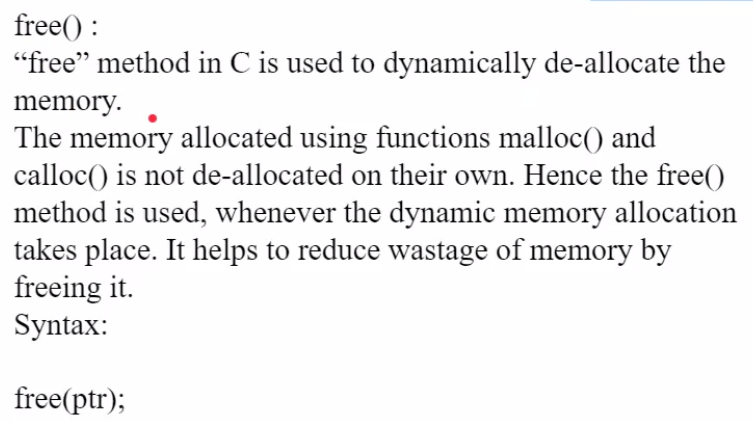 free() :
“free” method in C is used to dynamically de-allocate the
memory.
The memory allocated using functions malloc() and
calloc() is not de-allocated on their own. Hence the free()
method is used, whenever the dynamic memory allocation
takes place. It helps to reduce wastage of memory by
freeing it.
Syntax:
free(ptr);